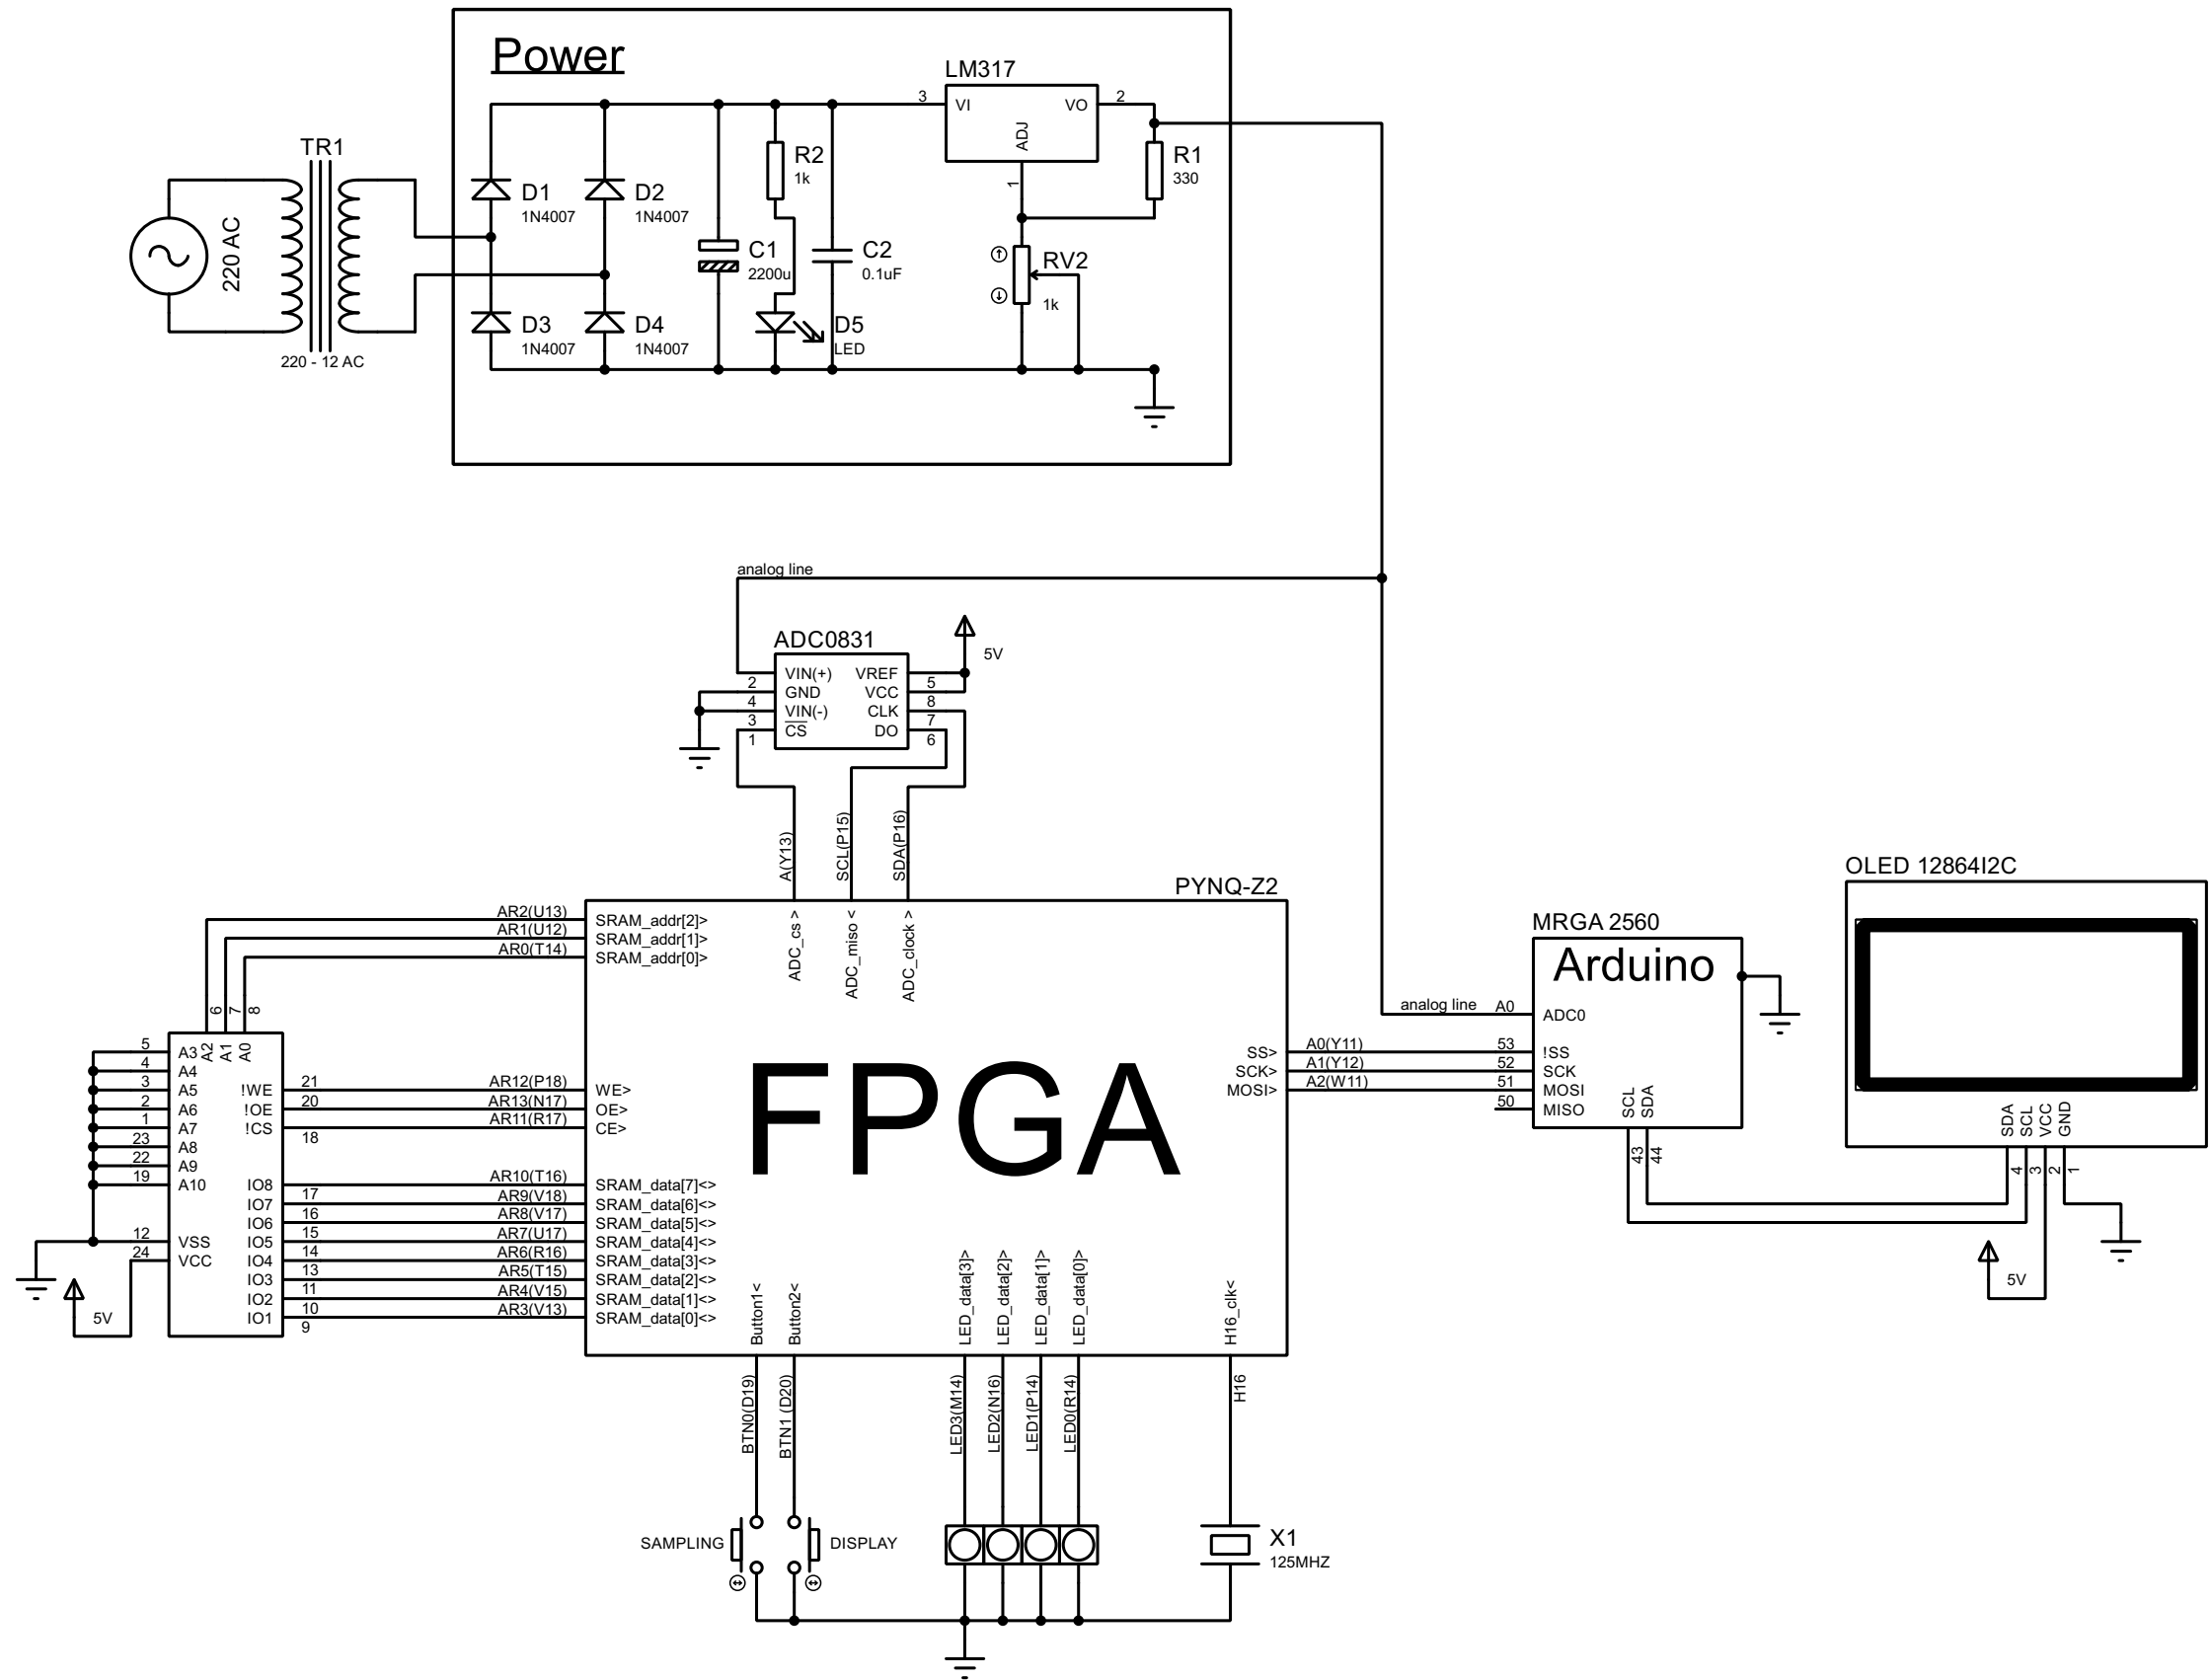 Power
LM317
3
VI
VO
2
ADJ
1
TR1
220 AC
220 - 12 AC
D1
1N4007
D2
1N4007
D3
1N4007
D4
1N4007
C1
2200u
R2
1k
C2
0.1uF
D5
LED
R1
330
RV2
1k
analog line
ADC0831
5V
VIN(+)
GND
VIN(-)
CS
2
4
3
1
VREF
VCC
CLK
DO
5
8
7
6
A(Y13)
SCL(P15)
SDA(P16)
PYNQ-Z2
FPGA
ADC_cs >
ADC_miso <
ADC_clock >
AR2(U13)
AR1(U12)
AR0(T14)
SRAM_addr[2]>
SRAM_addr[1]>
SRAM_addr[0]>
6
7
8
A2
A1
A0
5
4
3
2
1
23
22
19
12
24
A3
A4
A5
A6
A7
A8
A9
A10
VSS
VCC
5V
!WE
!OE
!CS
21
20
18
AR12(P18)
AR13(N17)
AR11(R17)
WE>
OE>
CE>
IO8
IO7
IO6
IO5
IO4
IO3
IO2
IO1
17
16
15
14
13
11
10
9
AR10(T16)
AR9(V18)
AR8(V17)
AR7(U17)
AR6(R16)
AR5(T15)
AR4(V15)
AR3(V13)
SRAM_data[7]<>
SRAM_data[6]<>
SRAM_data[5]<>
SRAM_data[4]<>
SRAM_data[3]<>
SRAM_data[2]<>
SRAM_data[1]<>
SRAM_data[0]<>
Button1<
Button2<
LED_data[3]>
LED_data[2]>
LED_data[1]>
LED_data[0]>
H16_clk<
BTN0(D19)
BTN1 (D20)
LED3(M14)
LED2(N16)
LED1(P14)
LED0(R14)
H16
SAMPLING
DISPLAY
X1
125MHZ
SS>
SCK>
MOSI>
A0(Y11)
A1(Y12)
A2(W11)
analog line
A0
53
52
51
50
MRGA 2560
Arduino
ADC0
!SS
SCK
MOSI
MISO
SCL
SDA
43
44
OLED 12864I2C
SDA
SCL
VCC
GND
4
3
2
1
5V